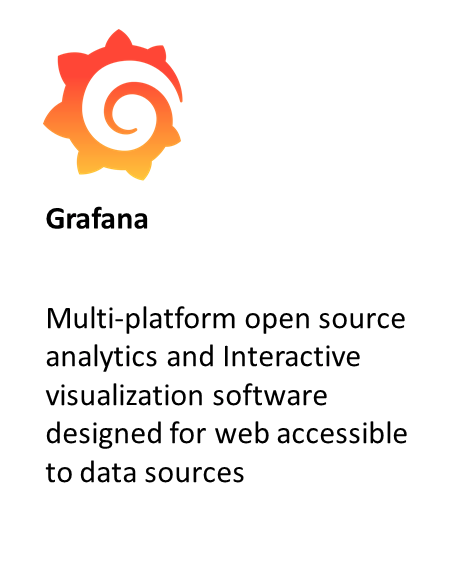 Grafana
Multi-platform open source
analytics and Interactive
visualization software
designed for web accessible
to data sources